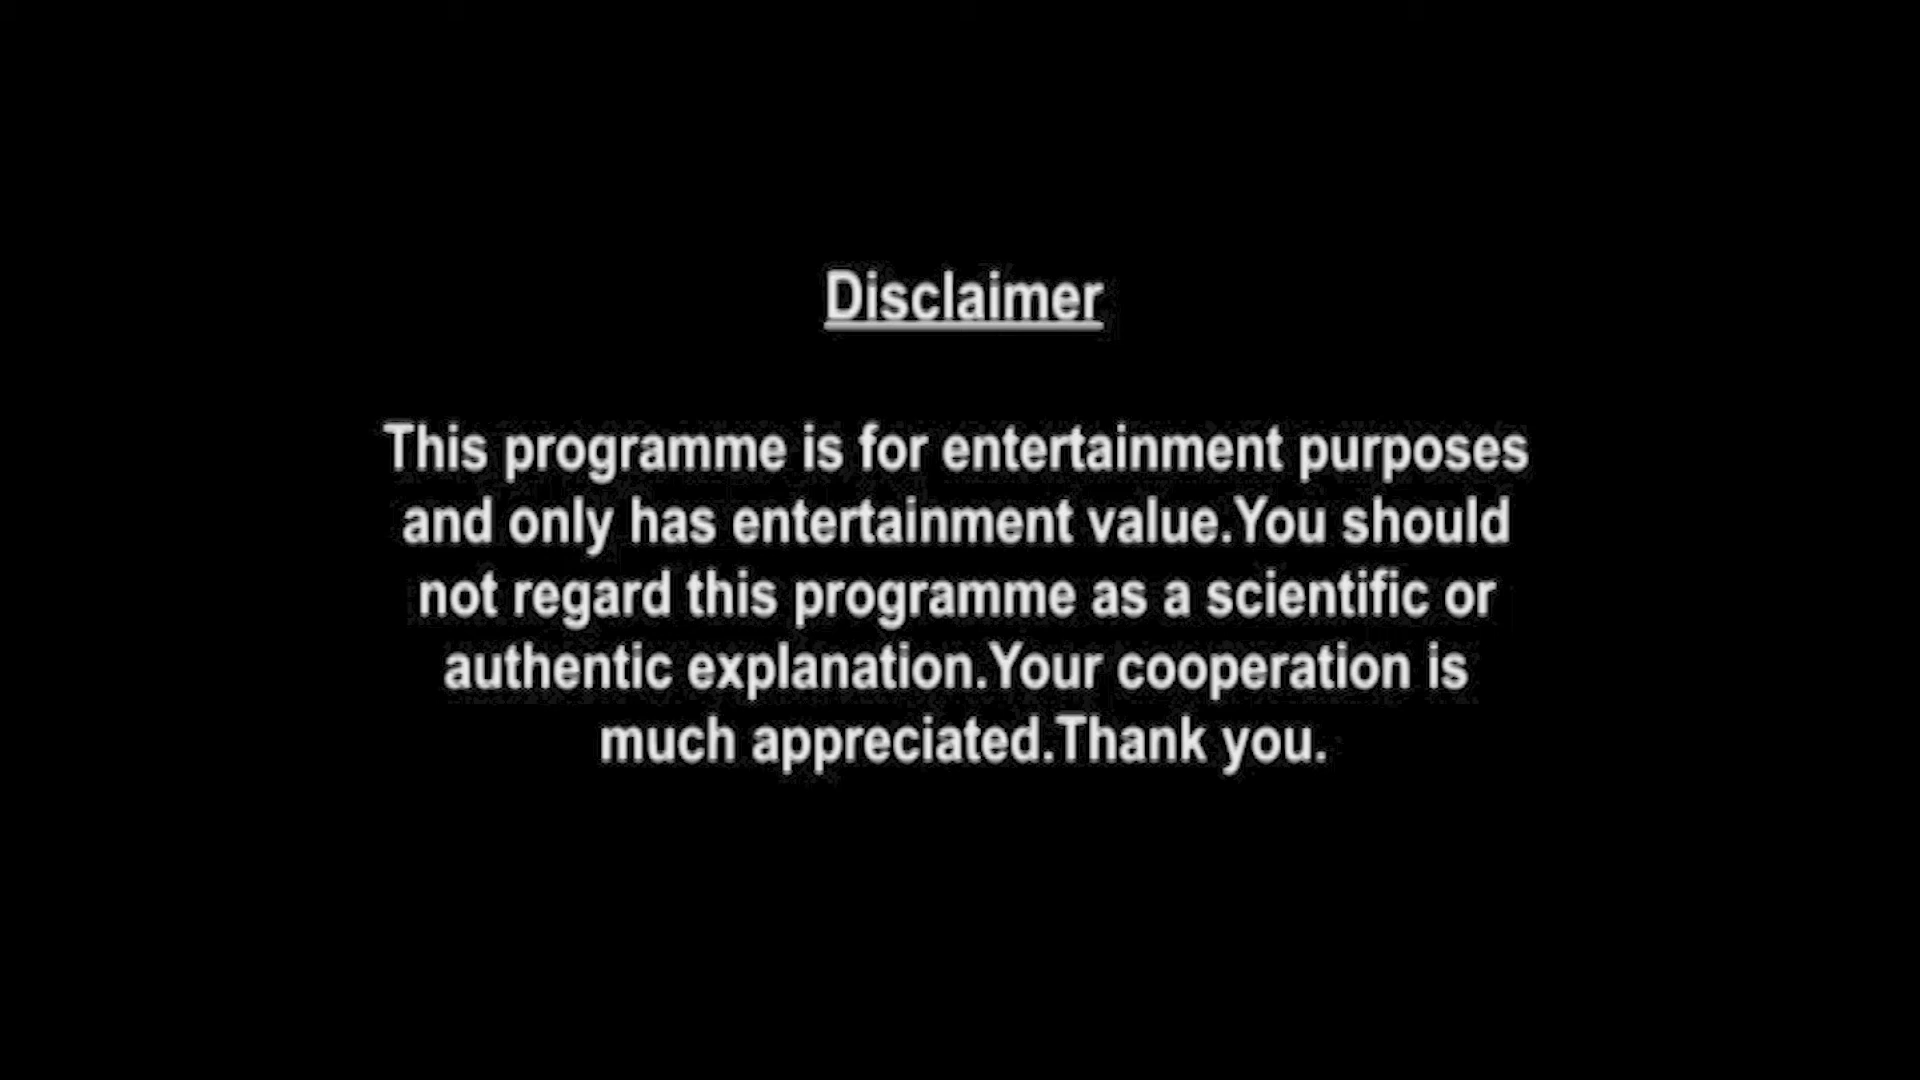 Disclaimer
This programme is for entertainment purposes
and only has entertainment value.You should
not regard this programme as a scientific or
authentic explanation.Your cooperation is
much appreciated.Thank you.